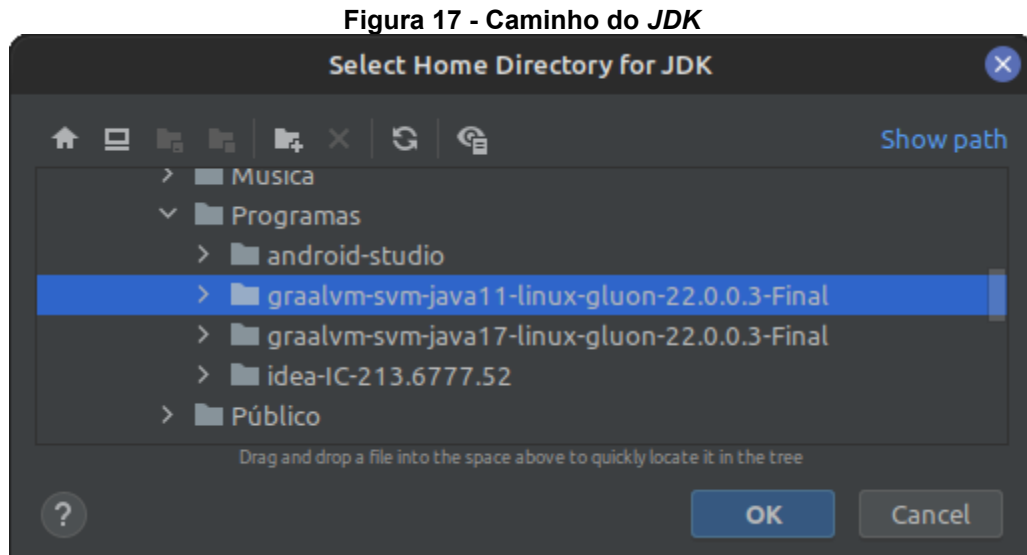 Figura 17 - Caminho do JDK
Select Home Directory for JDK
Show path
Musica
Programas
android-studio
graalvm-svm-java11-linux-gluon-22.0.0.3-Final
graalvm-svm-java17-linux-gluon-22.0.0.3-Final
idea-IC-213.6777.52
Público
Drag and drop a file into the space above to quickly locate it in the tree
?
OK
Cancel